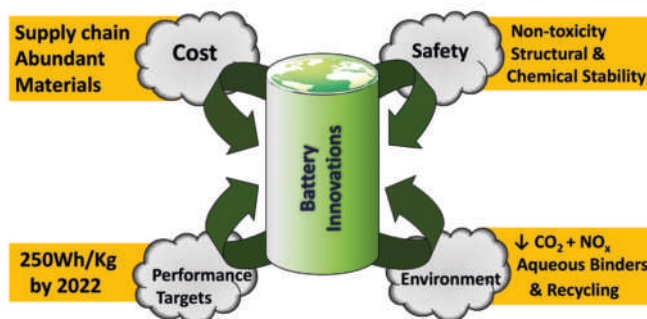 Supply chain
Abundant
Materials
Cost
Safety
Non-toxicity
Structural &
Chemical Stability
Battery
Innovations
250Wh/Kg
by 2022
Performance
Targets
Environment
↓ CO₂ + NOₓ
Aqueous Binders
& Recycling